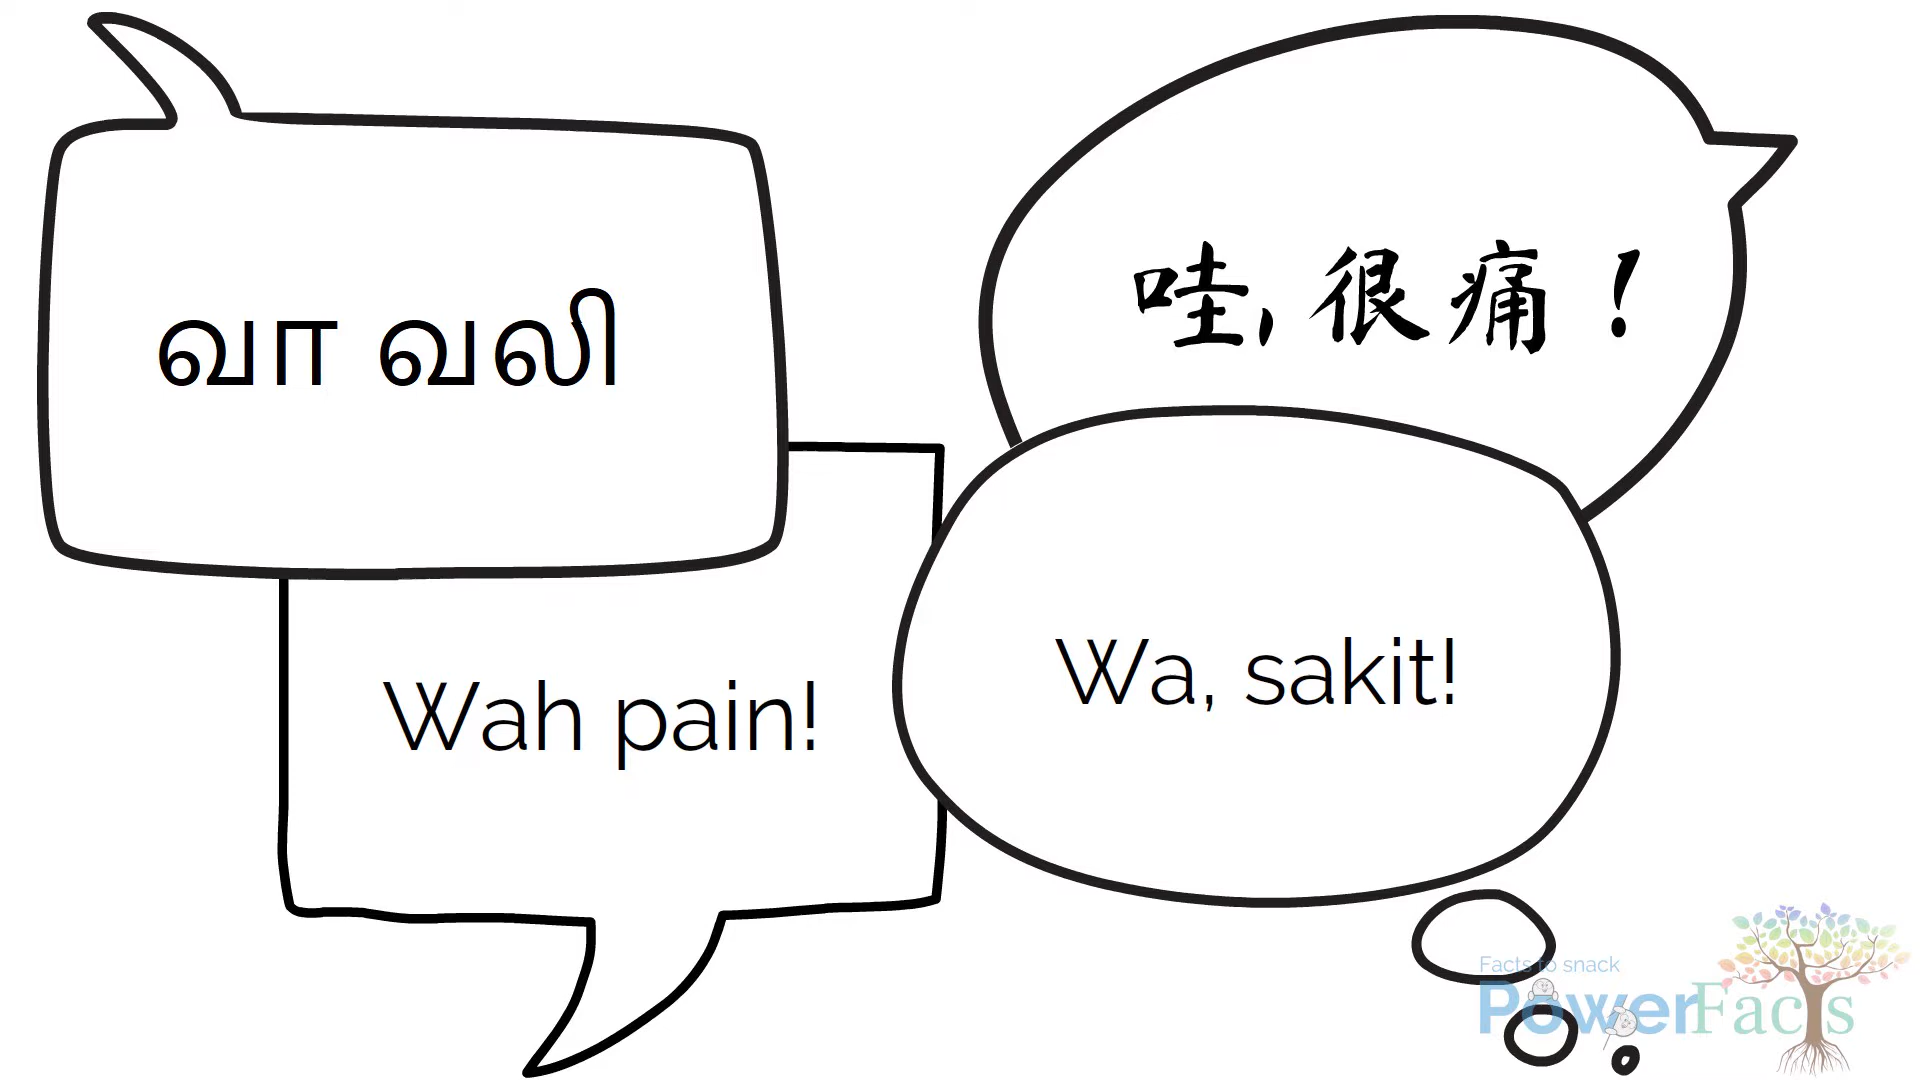 வா வலி
哇,很痛！
Wah pain!
Wa, sakit!
Facts to snack
PowerFacts